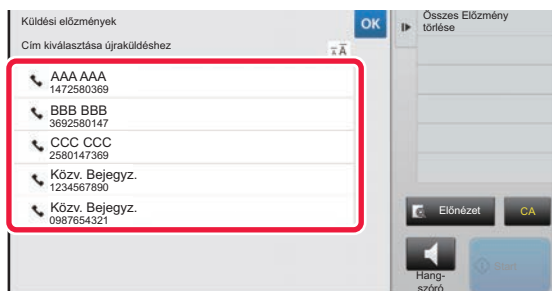 Küldési előzmények
OK
Összes Előzmény
törlése
Cím kiválasztása újraküldéshez
A A
AAA AAA
1472580369
BBB BBB
3692580147
CCC CCC
2580147369
Közv. Bejegyz.
1234567890
Közv. Bejegyz.
0987654321
Előnézet
CA
Hang-
szóró
Start